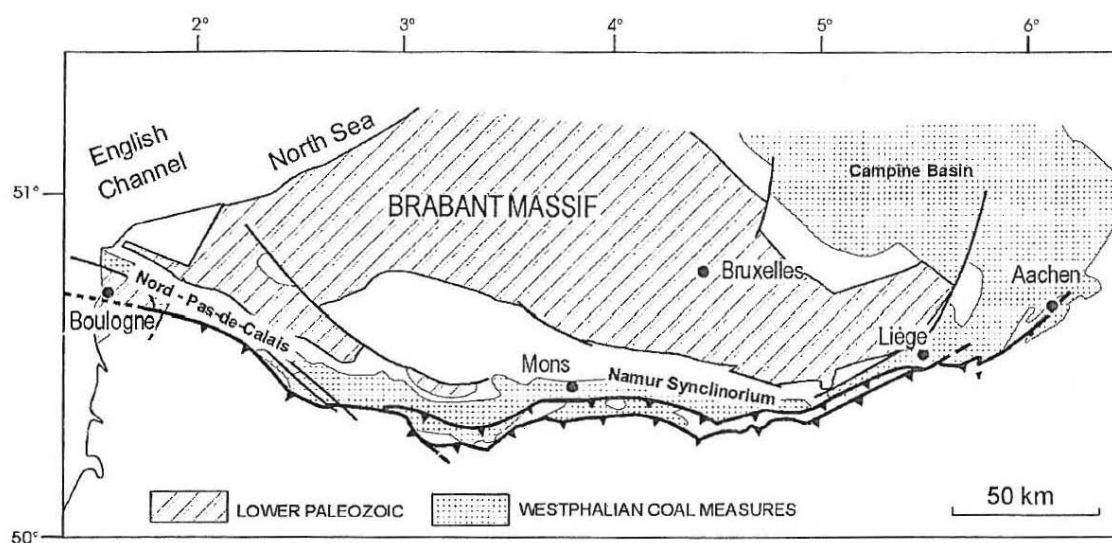 2° 3° 4° 5° 6°
English
Channel
North Sea
51°
Campine Basin
BRABANT MASSIF
Bruxelles
Aachen
Nord - Pas-de-Calais
Boulogne
Liége
Mons
Namur Synclinorium
LOWER PALEOZOIC
WESTPHALIAN COAL MEASURES
50 km
50°